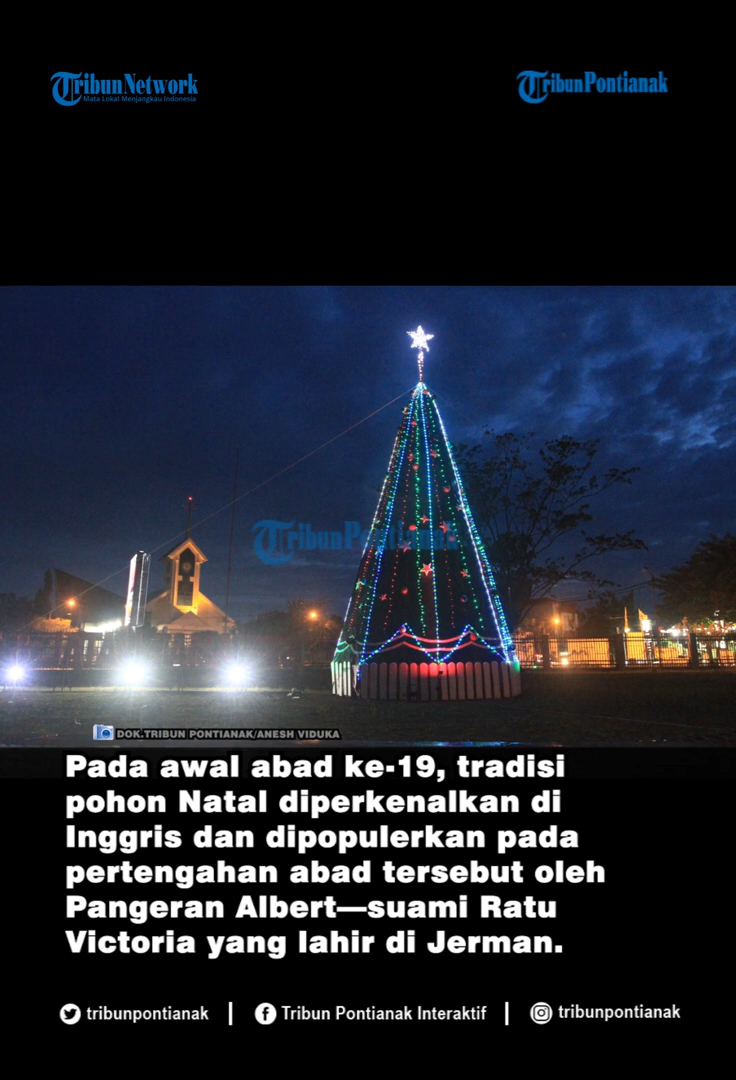 TribunNetwork
Mata Lokal Menjangkau Indonesia
TribunPontianak
TribunPontianak
DOK.TRIBUN PONTIANAK/ANESH VIDUKA
Pada awal abad ke-19, tradisi
pohon Natal diperkenalkan di
Inggris dan dipopulerkan pada
pertengahan abad tersebut oleh
Pangeran Albert—suami Ratu
Victoria yang lahir di Jerman.
tribunpontianak | Tribun Pontianak Interaktif | tribunpontianak